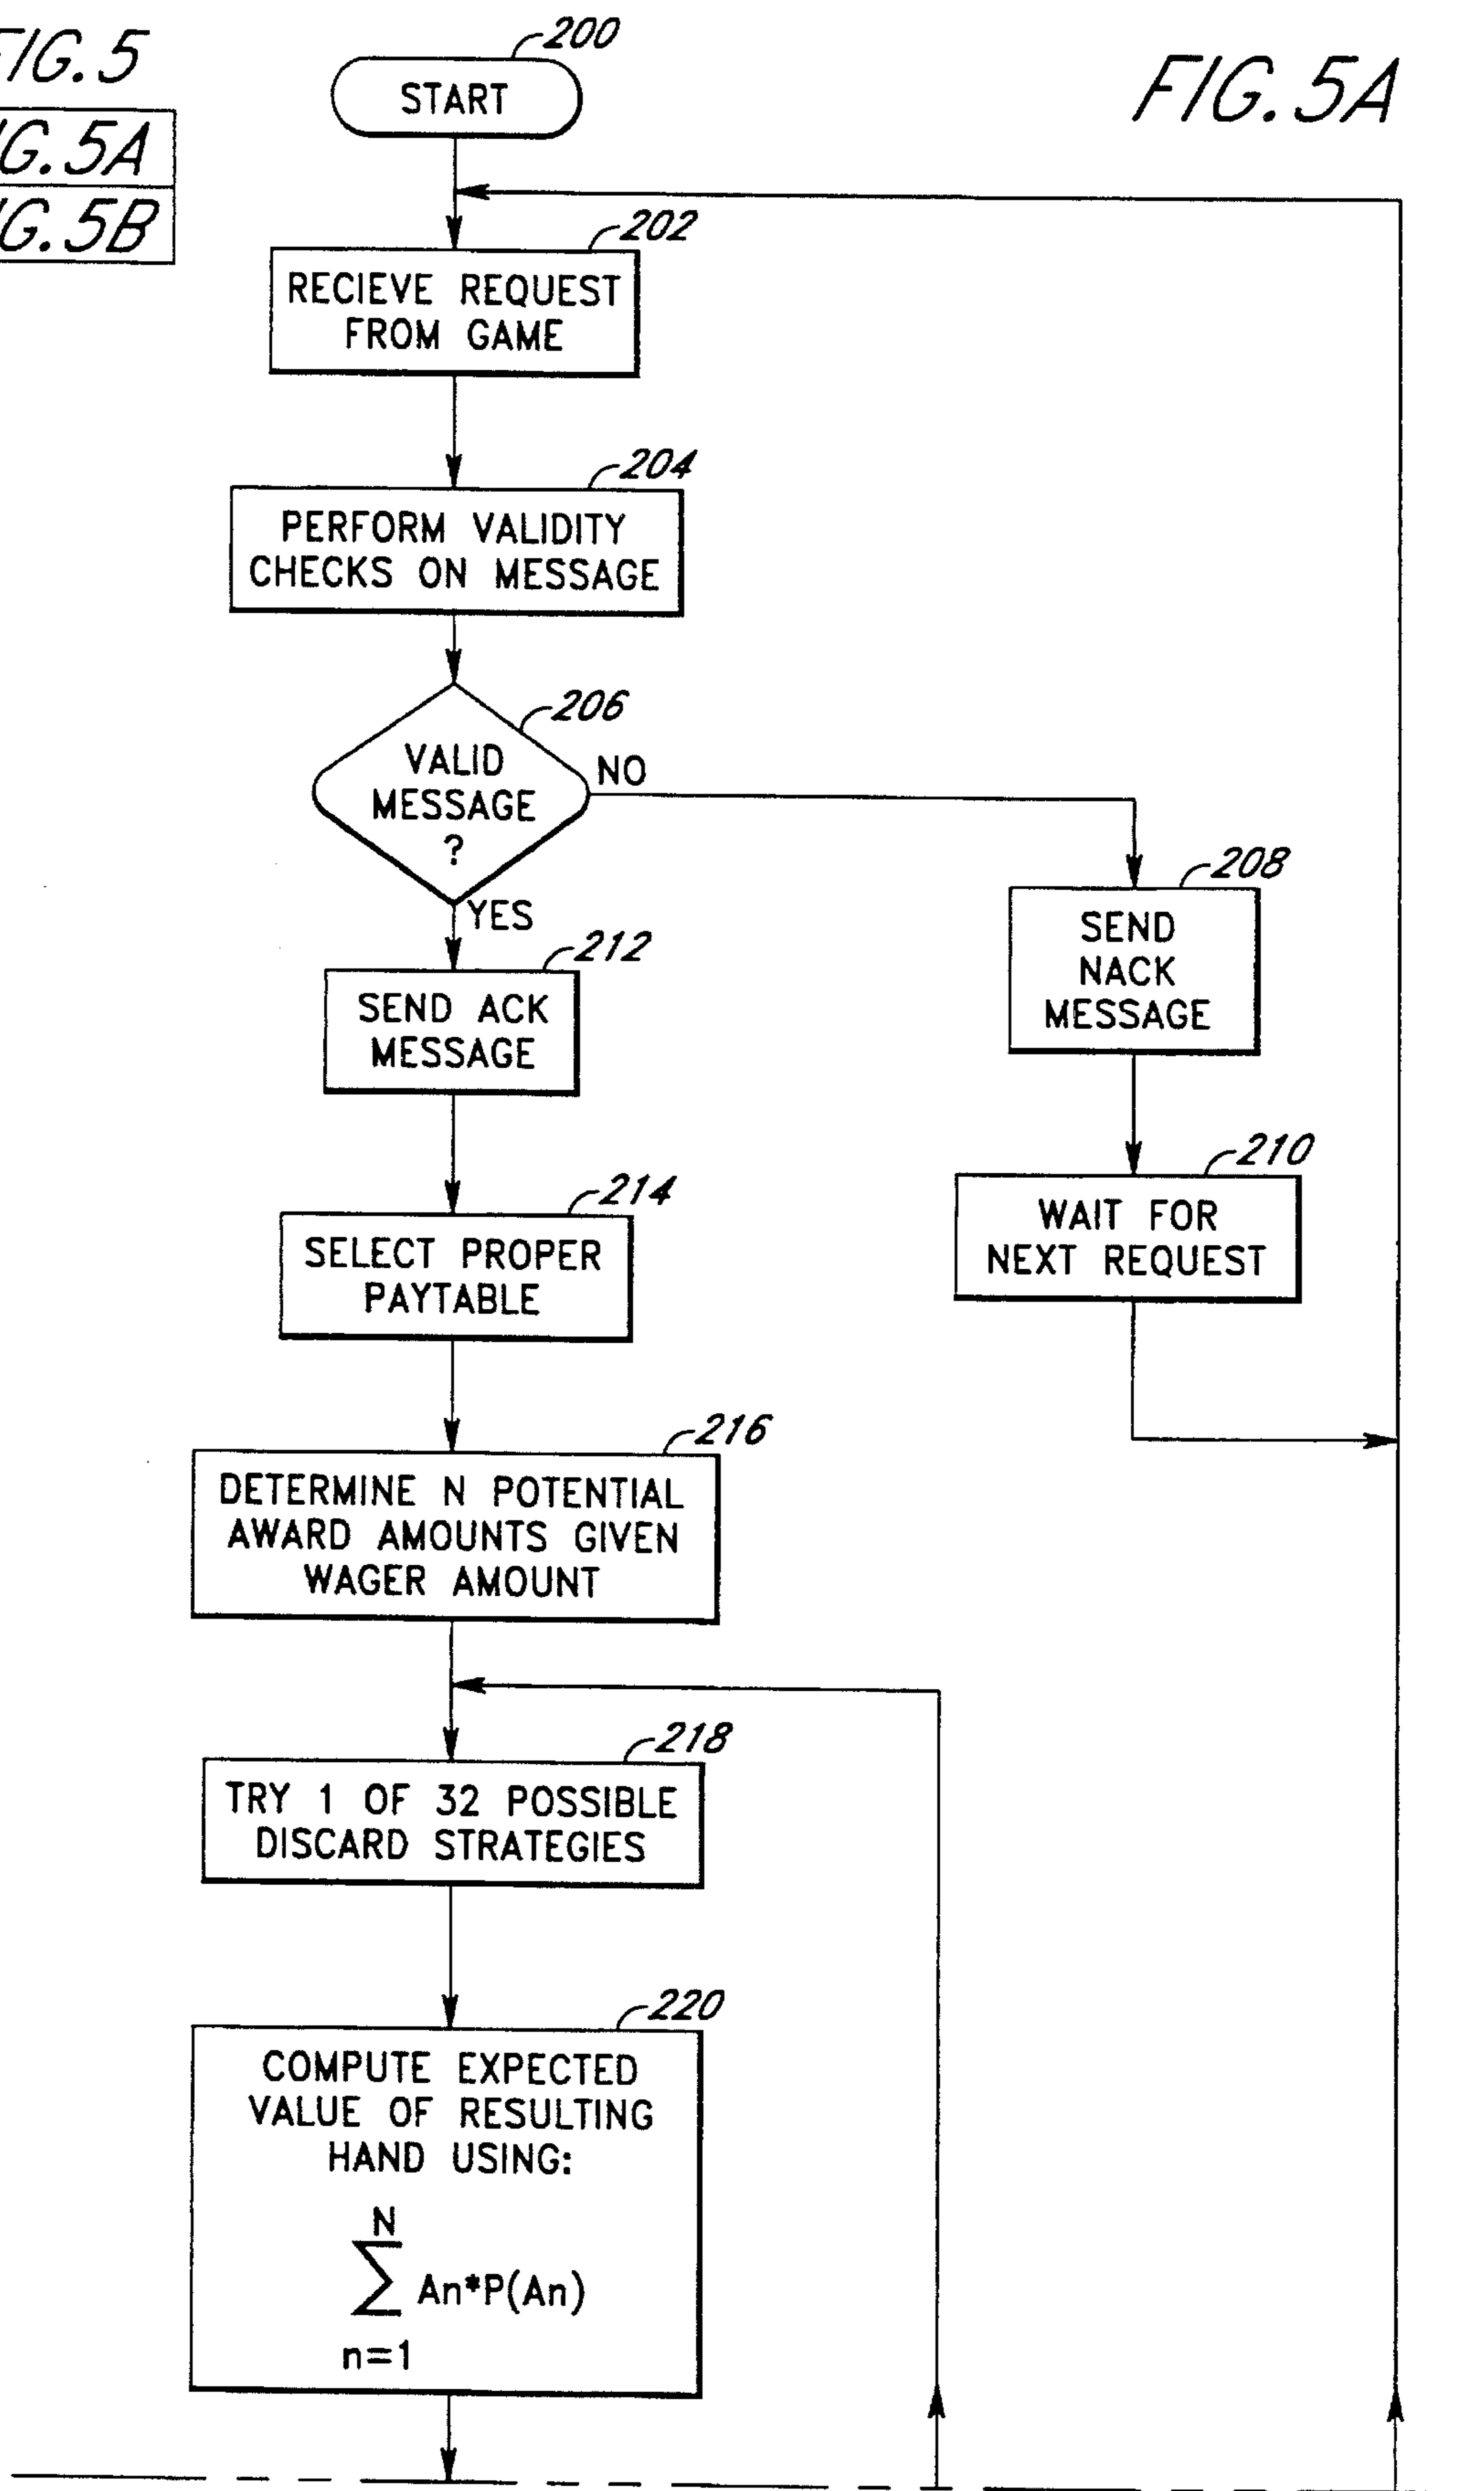 FIG. 5
FIG. 5A
FIG. 5B
FIG. 5A
200
START
202
RECIEVE REQUEST
FROM GAME
204
PERFORM VALIDITY
CHECKS ON MESSAGE
206
VALID
MESSAGE
?
NO
YES
208
SEND
NACK
MESSAGE
210
WAIT FOR
NEXT REQUEST
212
SEND ACK
MESSAGE
214
SELECT PROPER
PAYTABLE
216
DETERMINE N POTENTIAL
AWARD AMOUNTS GIVEN
WAGER AMOUNT
218
TRY 1 OF 32 POSSIBLE
DISCARD STRATEGIES
220
COMPUTE EXPECTED
VALUE OF RESULTING
HAND USING:
N
∑ An*P(An)
n=1